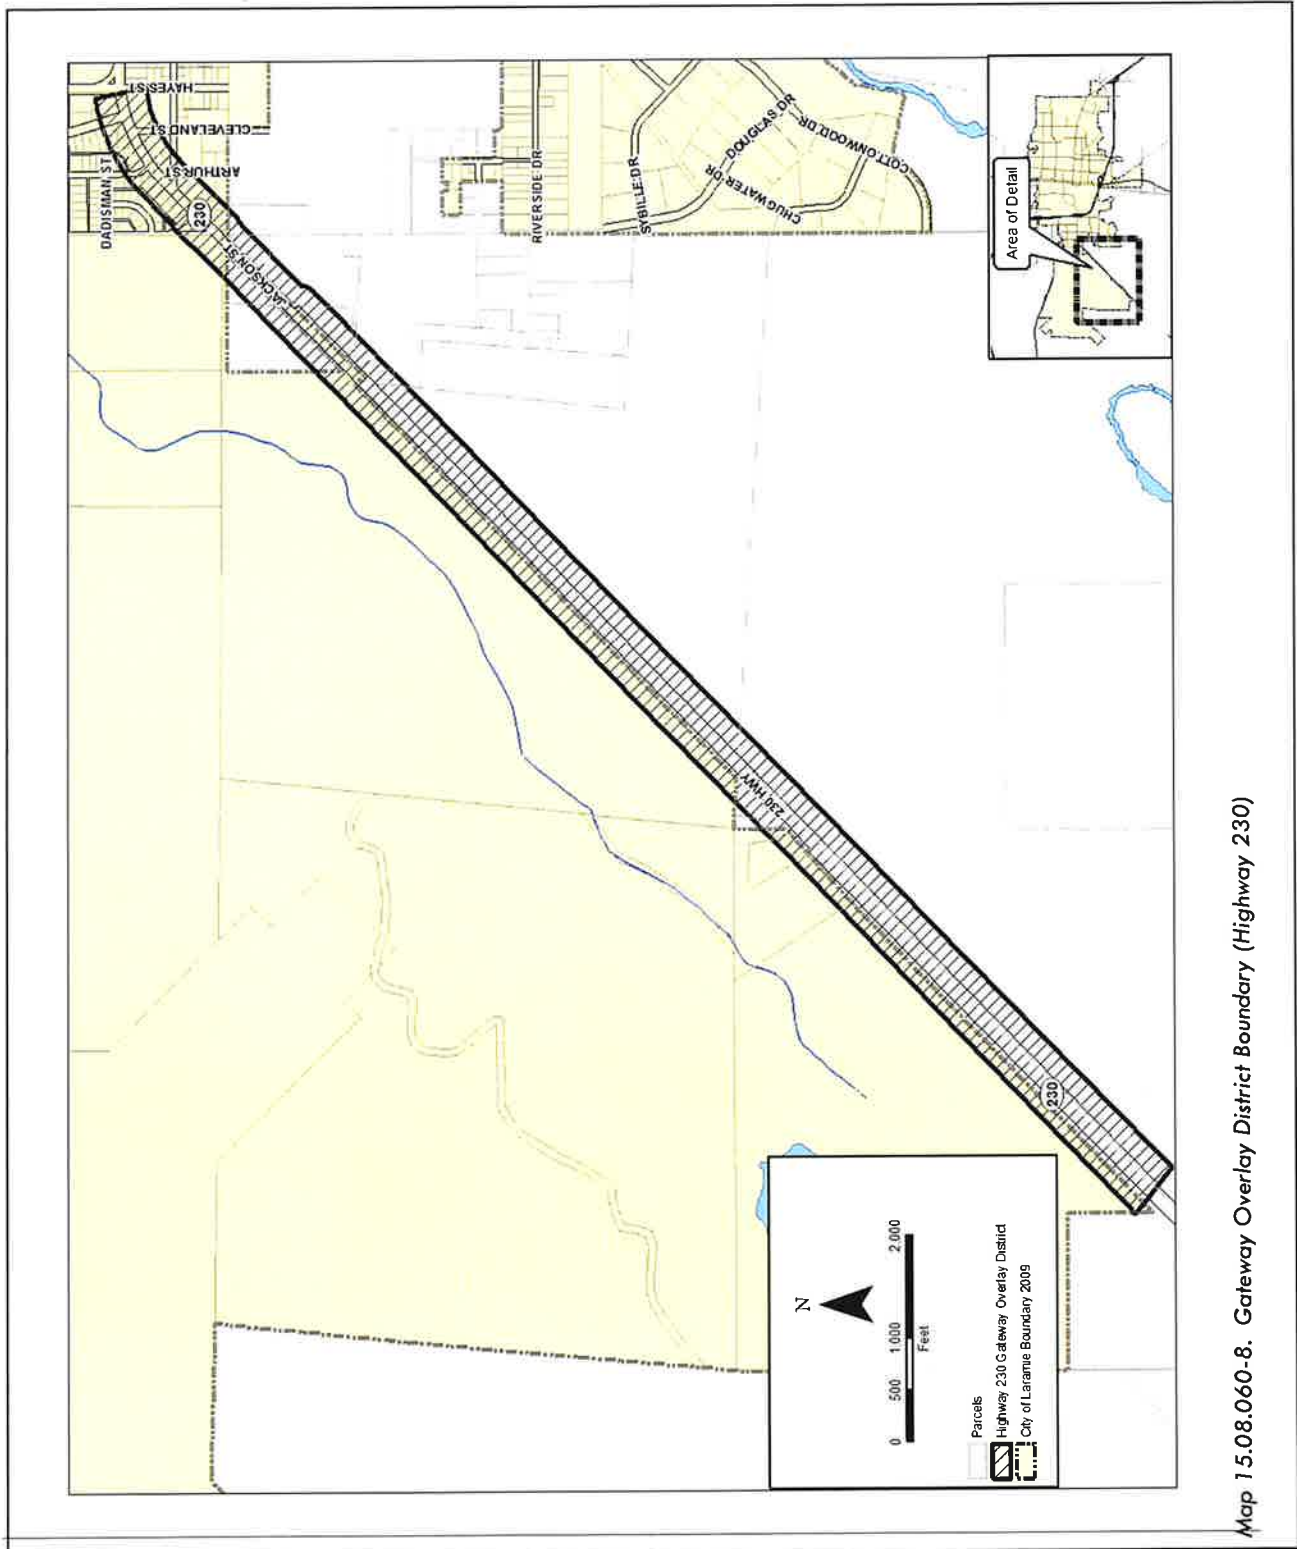 HAYES ST
CLEVELAND ST
ARTHUR ST
DADISMAN ST
230
JACKSON ST
RIVERSIDE DR
SYBILLE DR
DOUGLAS DR
CHUGWATER DR
COTTONWOOD DR
230 HWY
230
Area of Detail
N
0 500 1000 2,000
Feet
Parcels
Highway 230 Gateway Overlay District
City of Laramie Boundary 2009
Map 15.08.060-8. Gateway Overlay District Boundary (Highway 230)